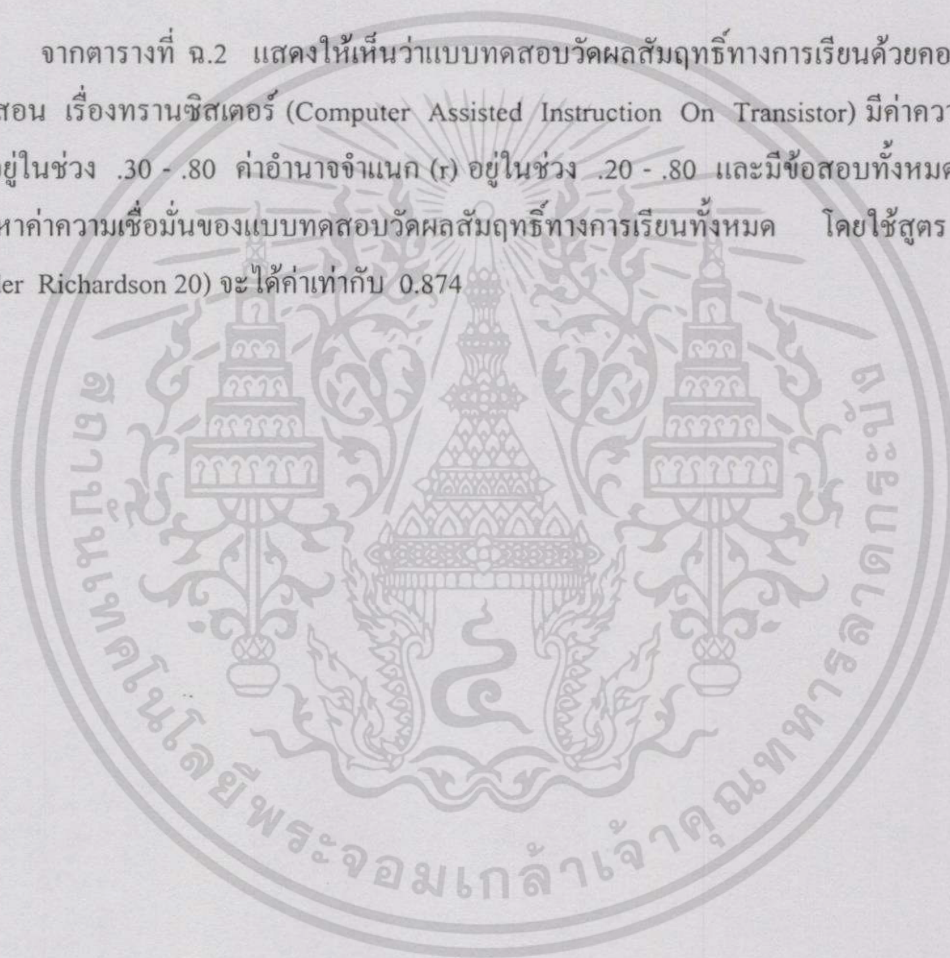 จากตารางที่ ฉ.2 แสดงให้เห็นว่าแบบทดสอบวัดผลสัมฤทธิ์ทางการเรียนด้วยคอ
สอน เรื่องทรานซิสเตอร์ (Computer Assisted Instruction On Transistor) มีค่าคว
อยู่ในช่วง .30 - .80 ค่าอำนาจจำแนก (r) อยู่ในช่วง .20 - .80 และมีข้อสอบทั้งหมด
หาค่าความเชื่อมั่นของแบบทดสอบวัดผลสัมฤทธิ์ทางการเรียนทั้งหมด โดยใช้สูตร
der Richardson 20) จะได้ค่าเท่ากับ 0.874
สถาบันเทคโนโลยีพระจอมเกล้าเจ้าคุณทหารลาดกระบัง